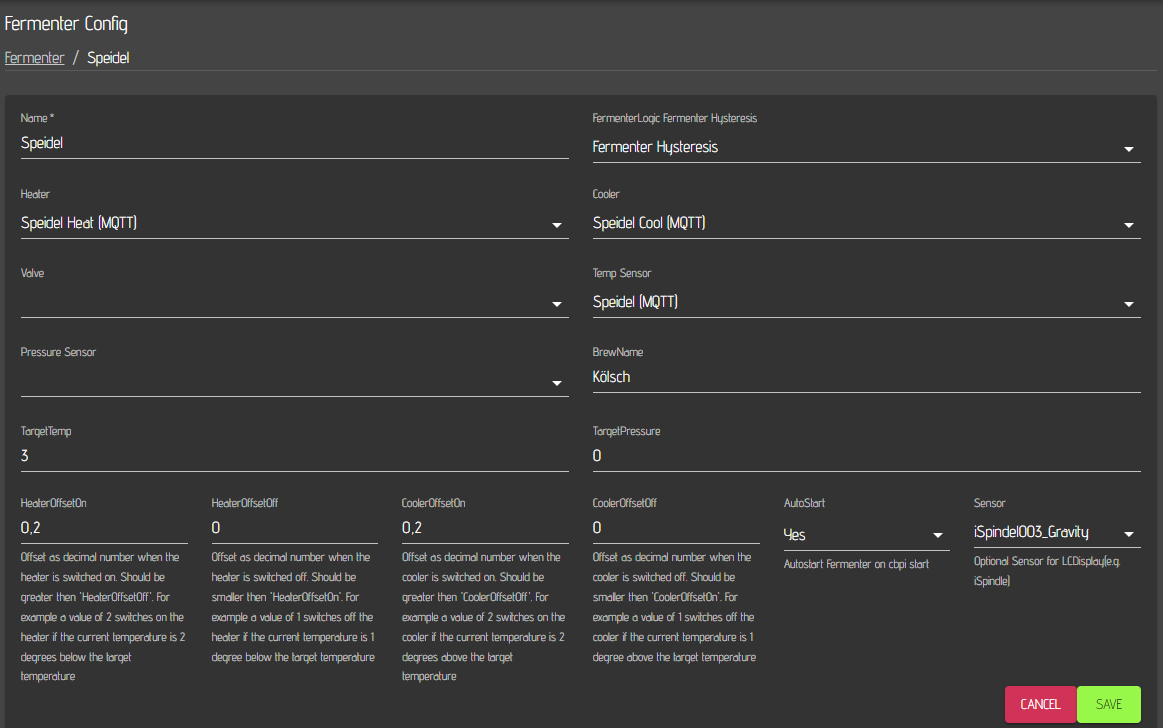 Fermenter Config
Fermenter / Speidel
Name *
Speidel
FermenterLogic Fermenter Hysteresis
Fermenter Hysteresis
Heater
Speidel Heat (MQTT)
Cooler
Speidel Cool (MQTT)
Valve
Temp Sensor
Speidel (MQTT)
Pressure Sensor
BrewName
Kölsch
TargetTemp
3
TargetPressure
0
HeaterOffsetOn
0,2
Offset as decimal number when the
heater is switched on. Should be
greater then 'HeaterOffsetOff'. For
example a value of 2 switches on the
heater if the current temperature is 2
degrees below the target
temperature
HeaterOffsetOff
0
Offset as decimal number when the
heater is switched off. Should be
smaller then 'HeaterOffsetOn'. For
example a value of 1 switches off the
heater if the current temperature is 1
degree below the target temperature
CoolerOffsetOn
0,2
Offset as decimal number when the
cooler is switched on. Should be
greater then 'CoolerOffsetOff'. For
example a value of 2 switches on the
cooler if the current temperature is 2
degrees above the target
temperature
CoolerOffsetOff
0
Offset as decimal number when the
cooler is switched off. Should be
smaller then 'CoolerOffsetOn'. For
example a value of 1 switches off the
cooler if the current temperature is 1
degree above the target temperature
AutoStart
Yes
Autostart Fermenter on cbpi start
Sensor
iSpindel003_Gravity
Optional Sensor for LCDisplay(e.g.
iSpindle)
CANCEL
SAVE